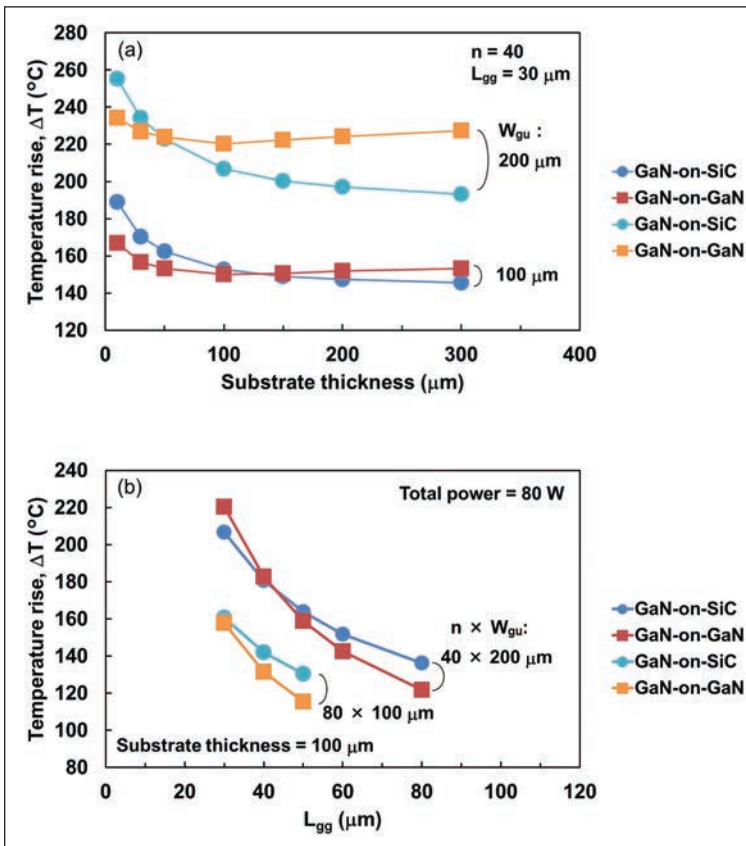 (a)
n = 40
L_gg = 30 μm
280
260
240
220
200
180
160
140
120
Temperature rise, ΔT (°C)
W_gu :
200 μm
100 μm
0
100
200
300
400
Substrate thickness (μm)
GaN-on-SiC
GaN-on-GaN
GaN-on-SiC
GaN-on-GaN
(b)
Total power = 80 W
240
220
200
180
160
140
120
100
80
Temperature rise, ΔT (°C)
n × W_gu:
40 × 200 μm
80 × 100 μm
Substrate thickness = 100 μm
0
20
40
60
80
100
120
L_gg (μm)
GaN-on-SiC
GaN-on-GaN
GaN-on-SiC
GaN-on-GaN